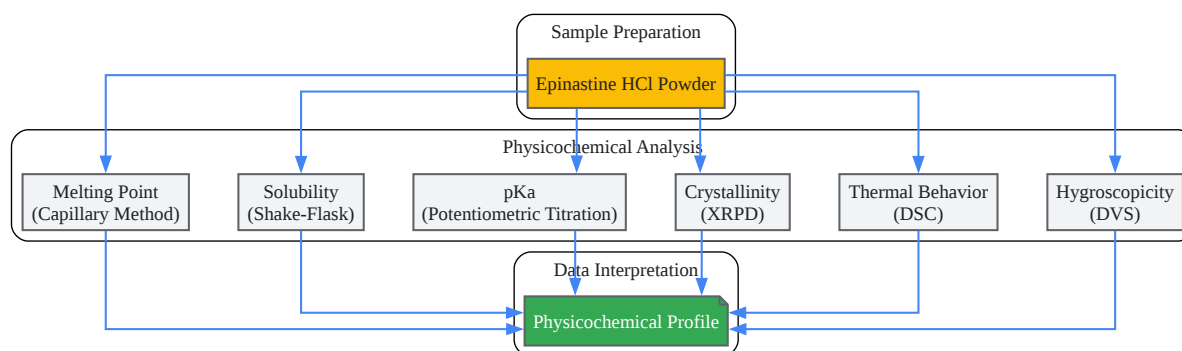 Sample Preparation
Epinastine HCl Powder
Physicochemical Analysis
Melting Point
(Capillary Method)
Solubility
(Shake-Flask)
pKa
(Potentiometric Titration)
Crystallinity
(XRPD)
Thermal Behavior
(DSC)
Hygroscopicity
(DVS)
Data Interpretation
Physicochemical Profile